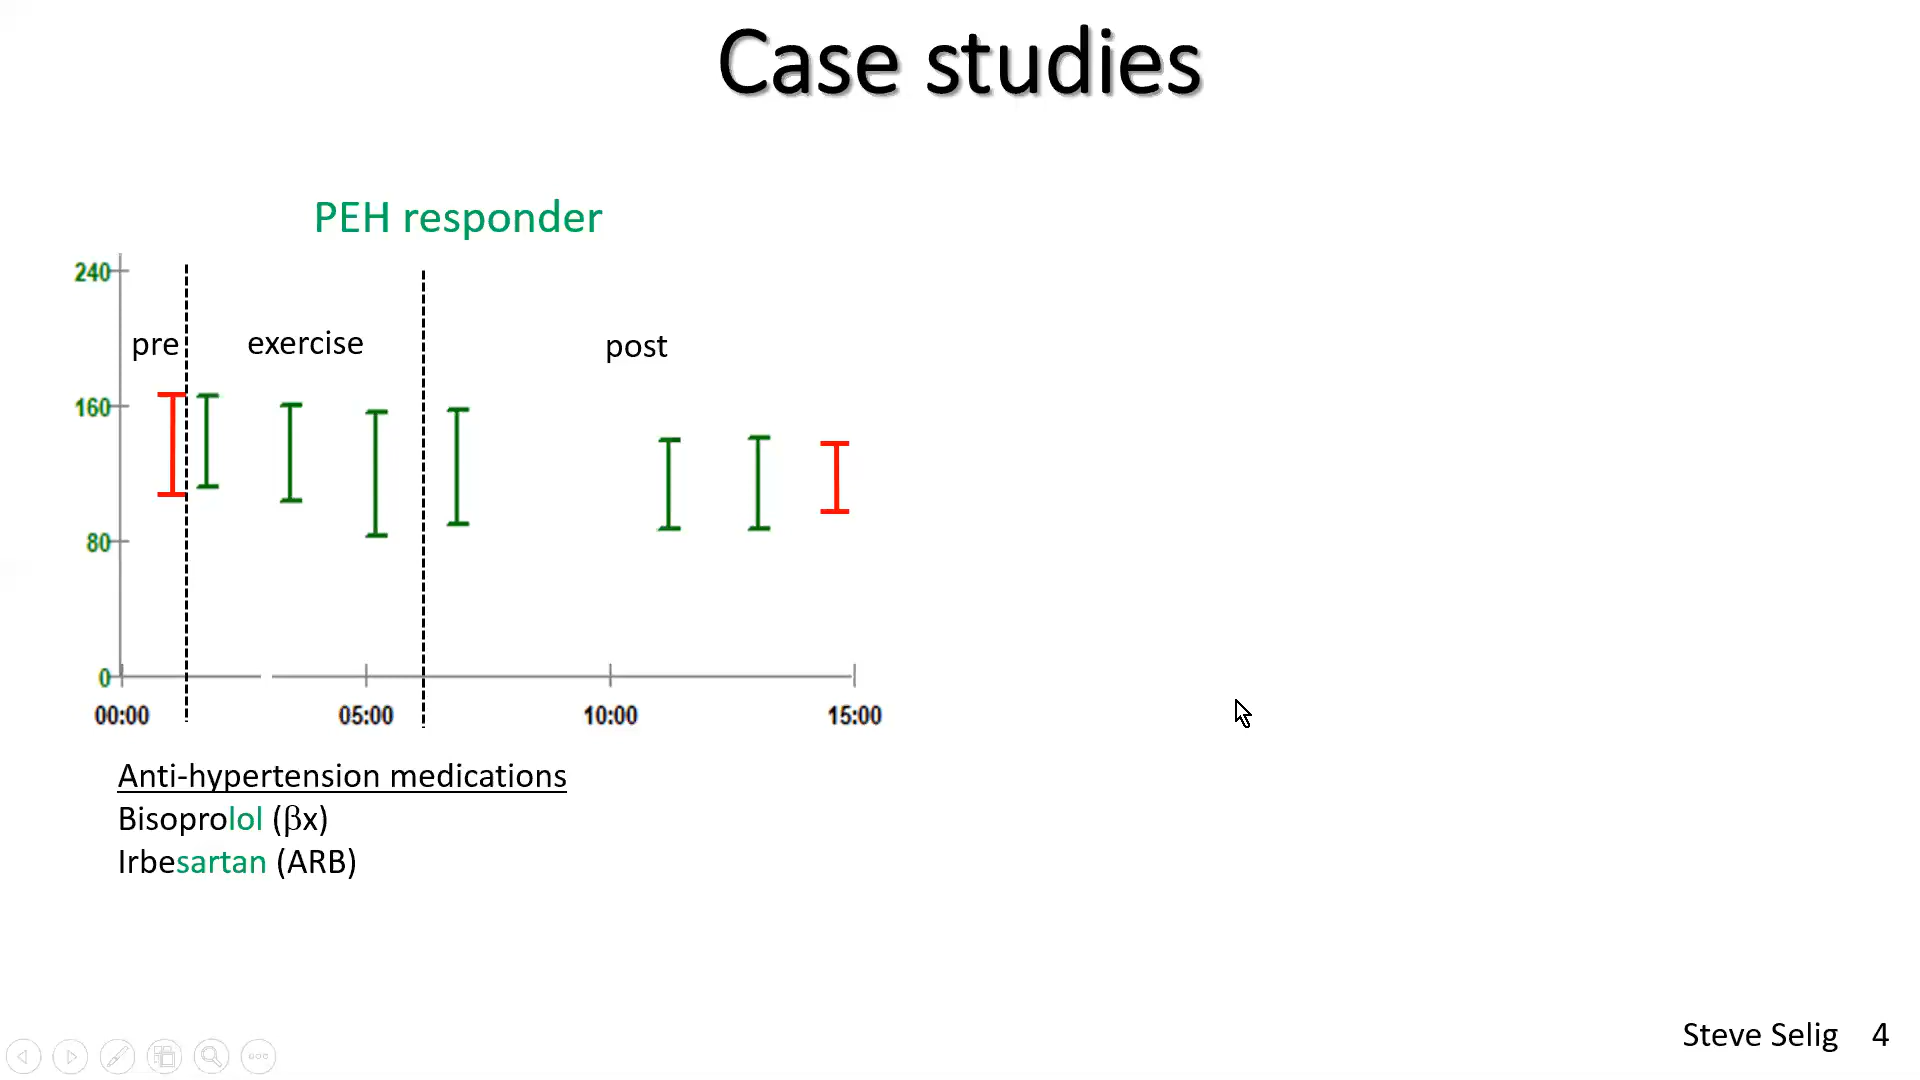 Case studies
PEH responder
240
pre
exercise
post
160
80
0
00:00
05:00
10:00
15:00
Anti-hypertension medications
Bisoprolol (βx)
Irbesartan (ARB)
Steve Selig 4